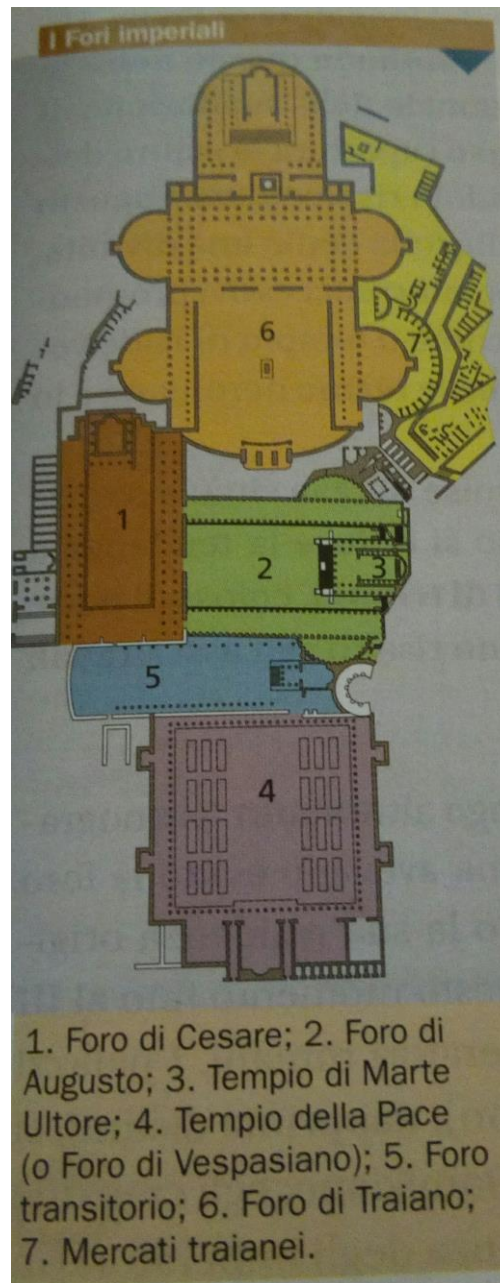 I Fori imperiali
6
7
1
2
3
5
4
1. Foro di Cesare; 2. Foro di
Augusto; 3. Tempio di Marte
Ultore; 4. Tempio della Pace
(o Foro di Vespasiano); 5. Foro
transitorio; 6. Foro di Traiano;
7. Mercati traianei.